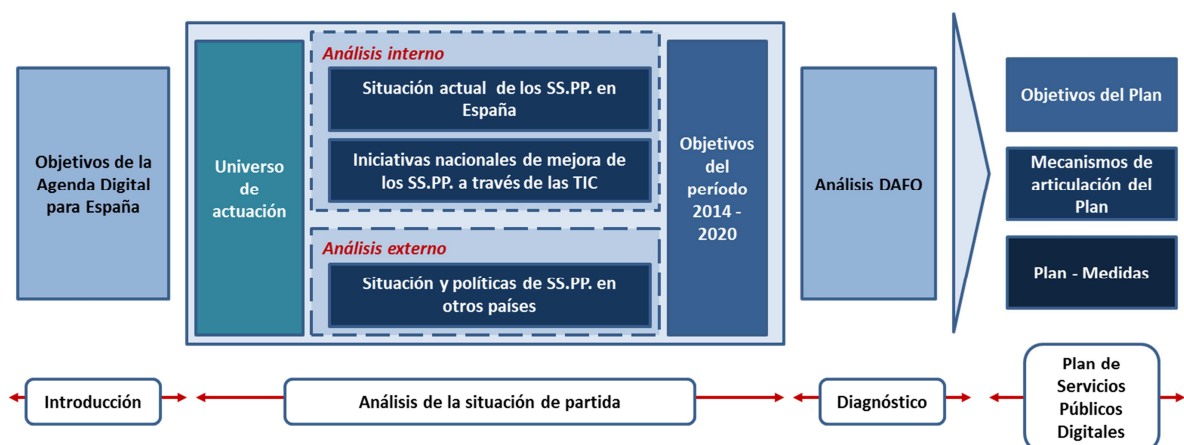 Objetivos de la
Agenda Digital
para España
Universo
de
actuación
Análisis interno
Situación actual de los SS.PP. en
España
Iniciativas nacionales de mejora de
los SS.PP. a través de las TIC
Análisis externo
Situación y políticas de SS.PP. en
otros países
Objetivos
del
período
2014 -
2020
Análisis DAFO
Objetivos del Plan
Mecanismos de
articulación del
Plan
Plan - Medidas
Introducción
Análisis de la situación de partida
Diagnóstico
Plan de
Servicios
Públicos
Digitales